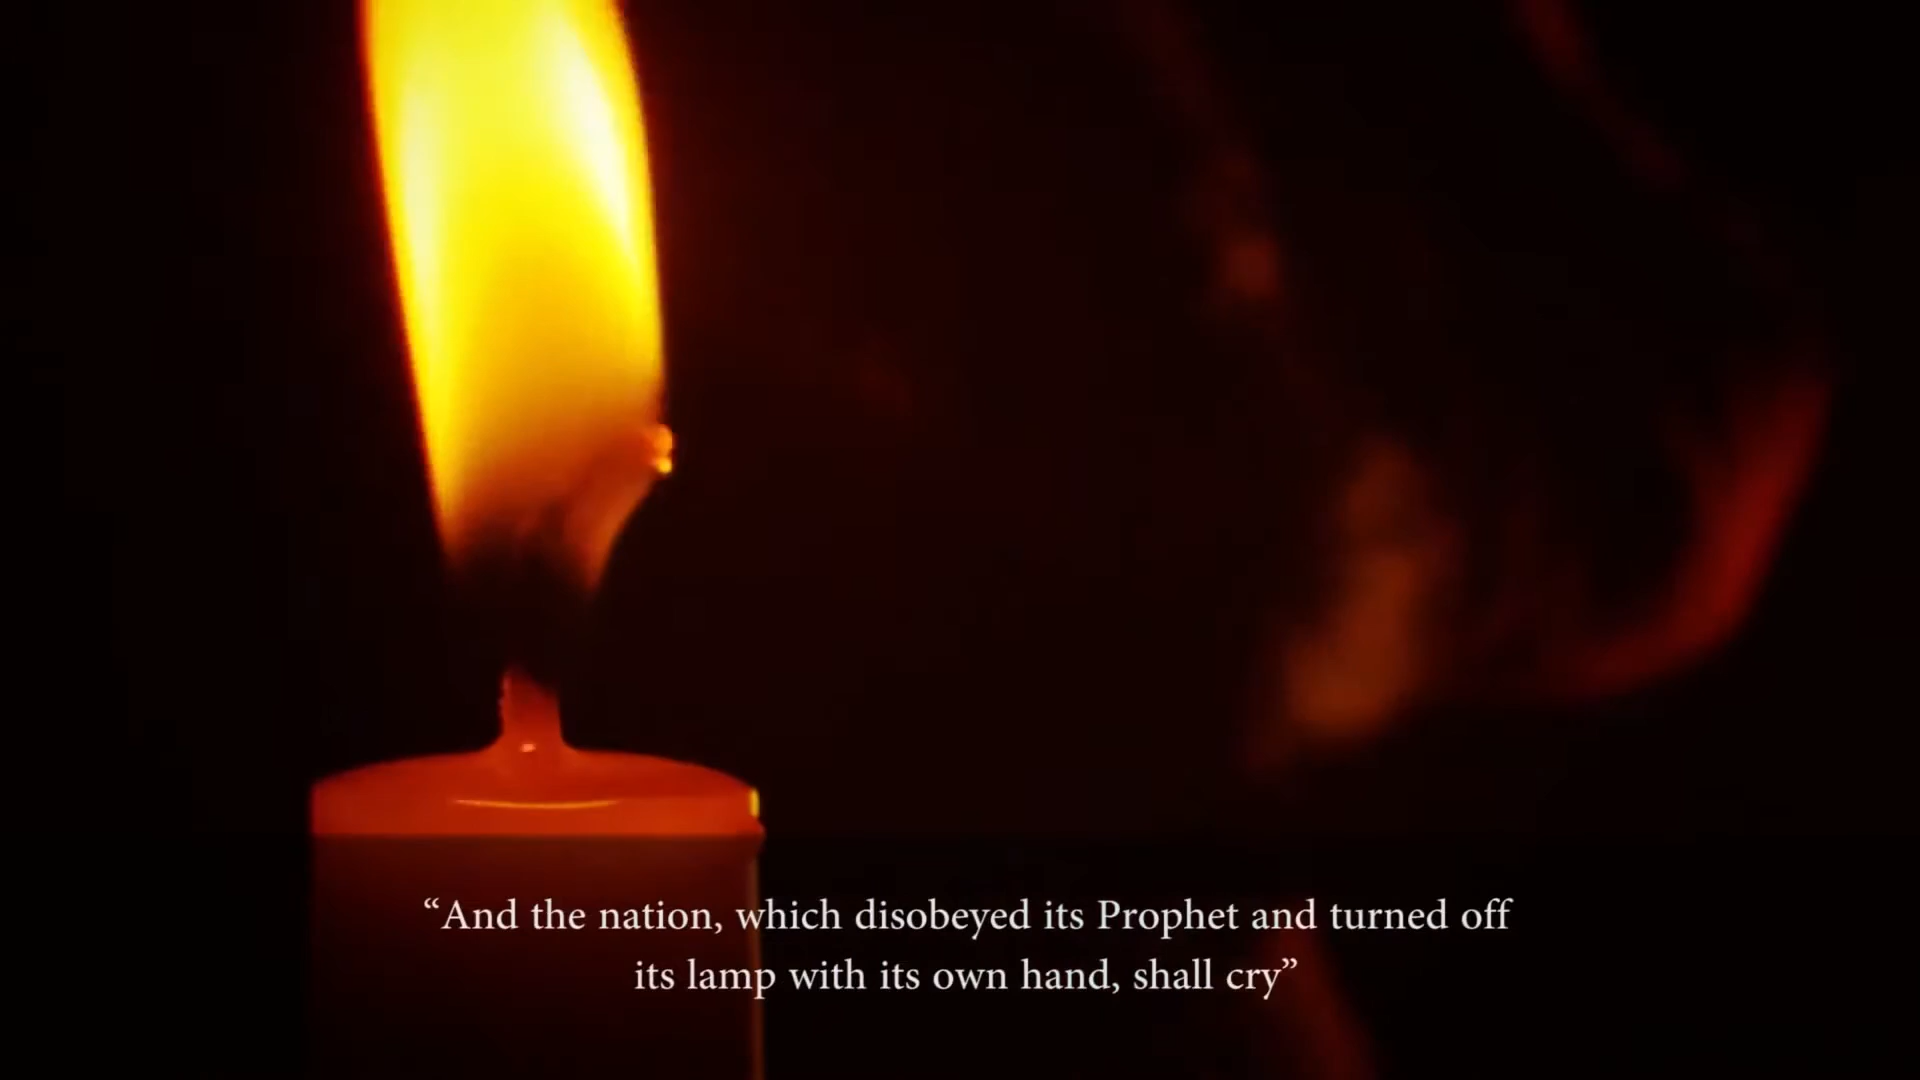 “And the nation, which disobeyed its Prophet and turned off
its lamp with its own hand, shall cry”